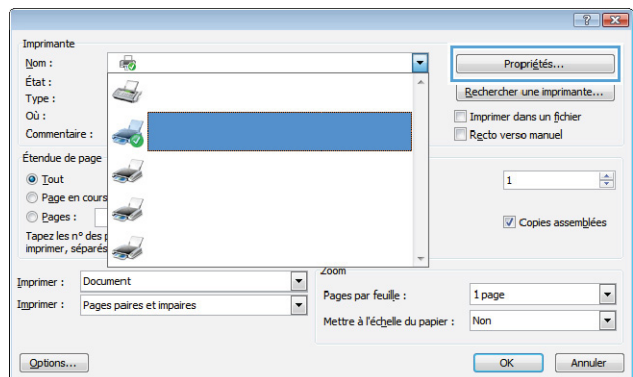 Imprimante
Nom :
Propriétés...
État :
Type :
Rechercher une imprimante...
Où :
Imprimer dans un fichier
Commentaire :
Recto verso manuel
Étendue de page
Tout
1
Page en cours
Pages :
Copies assemblées
Tapez les n° des
imprimer, séparés
Zoom
Imprimer : Document
Pages par feuille : 1 page
Imprimer : Pages paires et impaires
Mettre à l'échelle du papier : Non
Options...
OK
Annuler